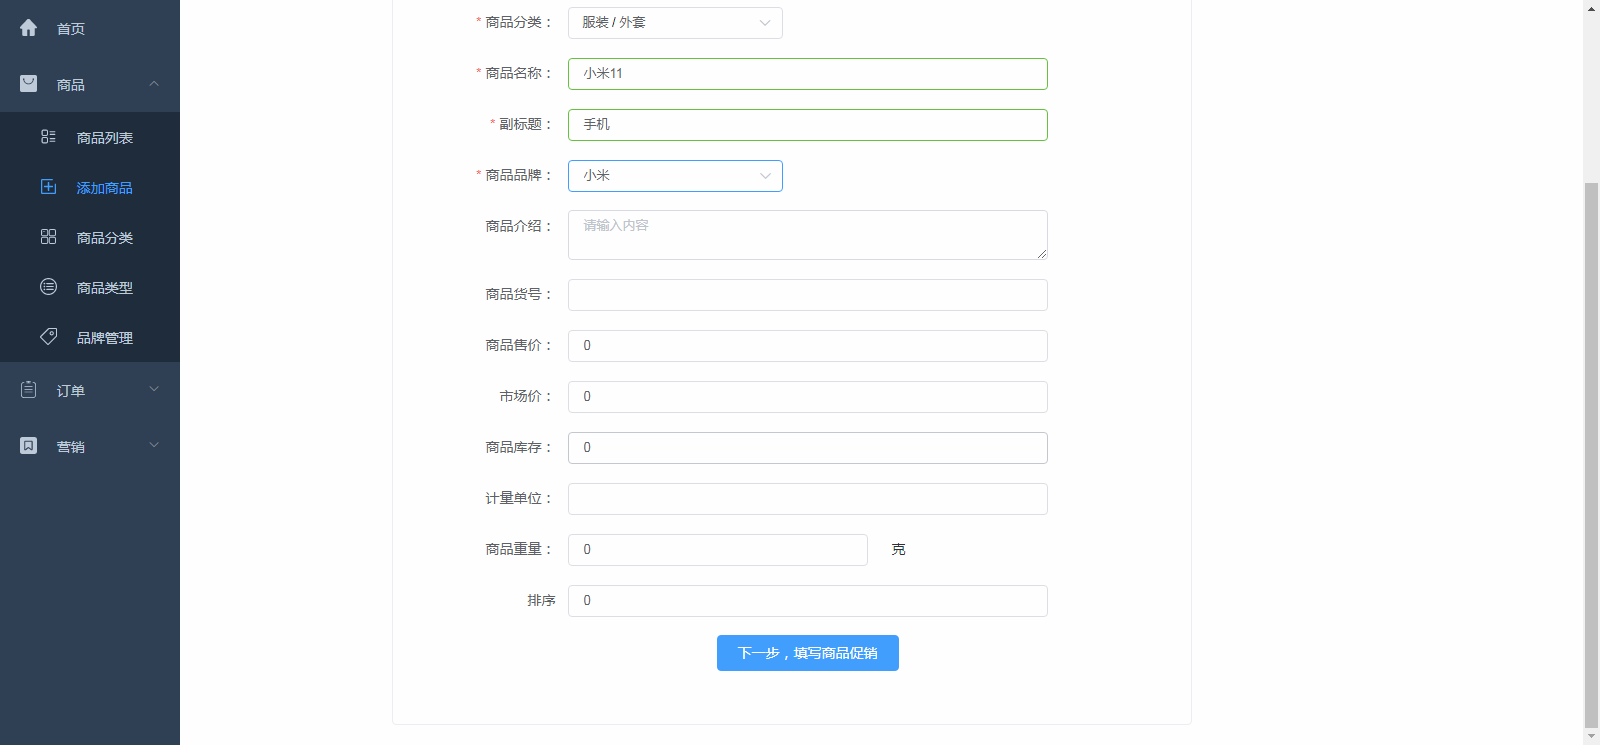 首页
商品
商品列表
添加商品
商品分类
商品类型
品牌管理
订单
营销
* 商品分类： 服装 / 外套
* 商品名称： 小米11
* 副标题： 手机
* 商品品牌： 小米
商品介绍： 请输入内容
商品货号：
商品售价： 0
市场价： 0
商品库存： 0
计量单位：
商品重量： 0 克
排序 0
下一步，填写商品促销